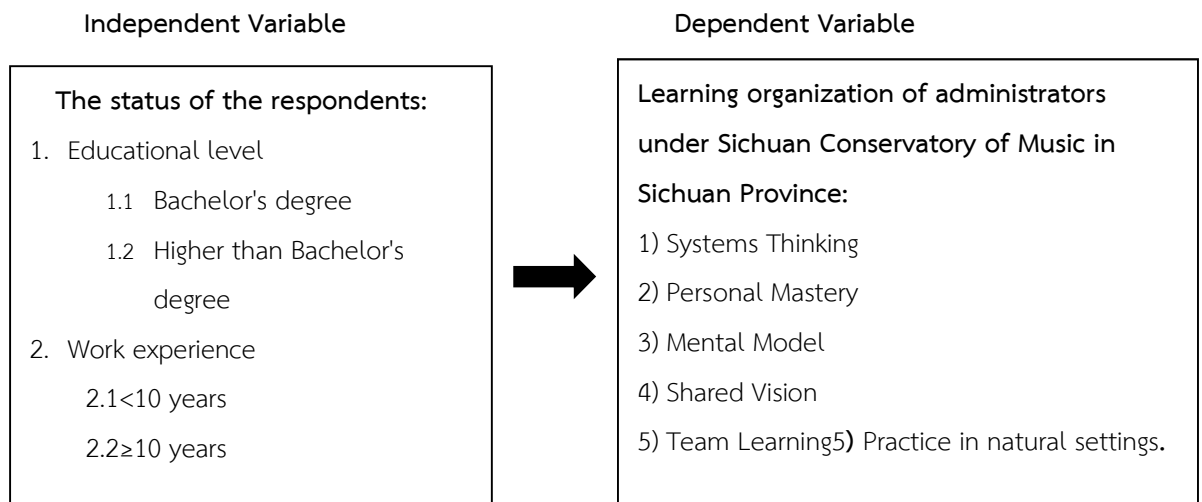 Independent Variable
Dependent Variable
The status of the respondents:
1. Educational level
1.1 Bachelor's degree
1.2 Higher than Bachelor's
degree
2. Work experience
2.1<10 years
2.2≥10 years
Learning organization of administrators
under Sichuan Conservatory of Music in
Sichuan Province:
1) Systems Thinking
2) Personal Mastery
3) Mental Model
4) Shared Vision
5) Team Learning5) Practice in natural settings.